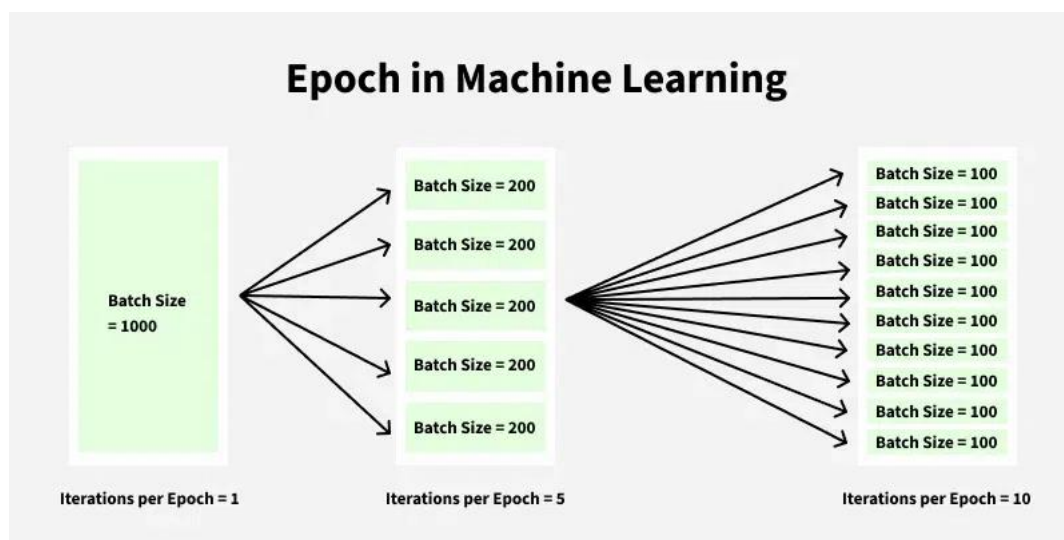 Epoch in Machine Learning
Batch Size
= 1000
Iterations per Epoch = 1
Batch Size = 200
Batch Size = 200
Batch Size = 200
Batch Size = 200
Batch Size = 200
Iterations per Epoch = 5
Batch Size = 100
Batch Size = 100
Batch Size = 100
Batch Size = 100
Batch Size = 100
Batch Size = 100
Batch Size = 100
Batch Size = 100
Batch Size = 100
Batch Size = 100
Iterations per Epoch = 10